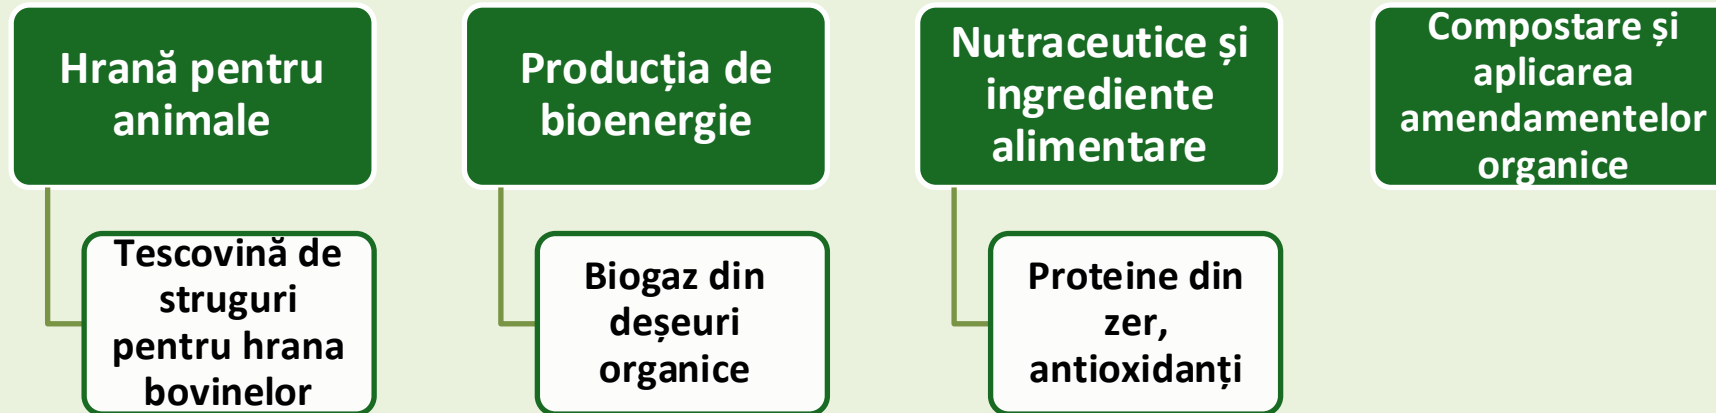 Hrană pentru
animale
Tescovină de
struguri
pentru hrana
bovinelor
Producția de
bioenergie
Biogaz din
deșeuri
organice
Nutraceutice și
ingrediente
alimentare
Proteine din
zer,
antioxidanți
Compostare și
aplicarea
amendamentelor
organice